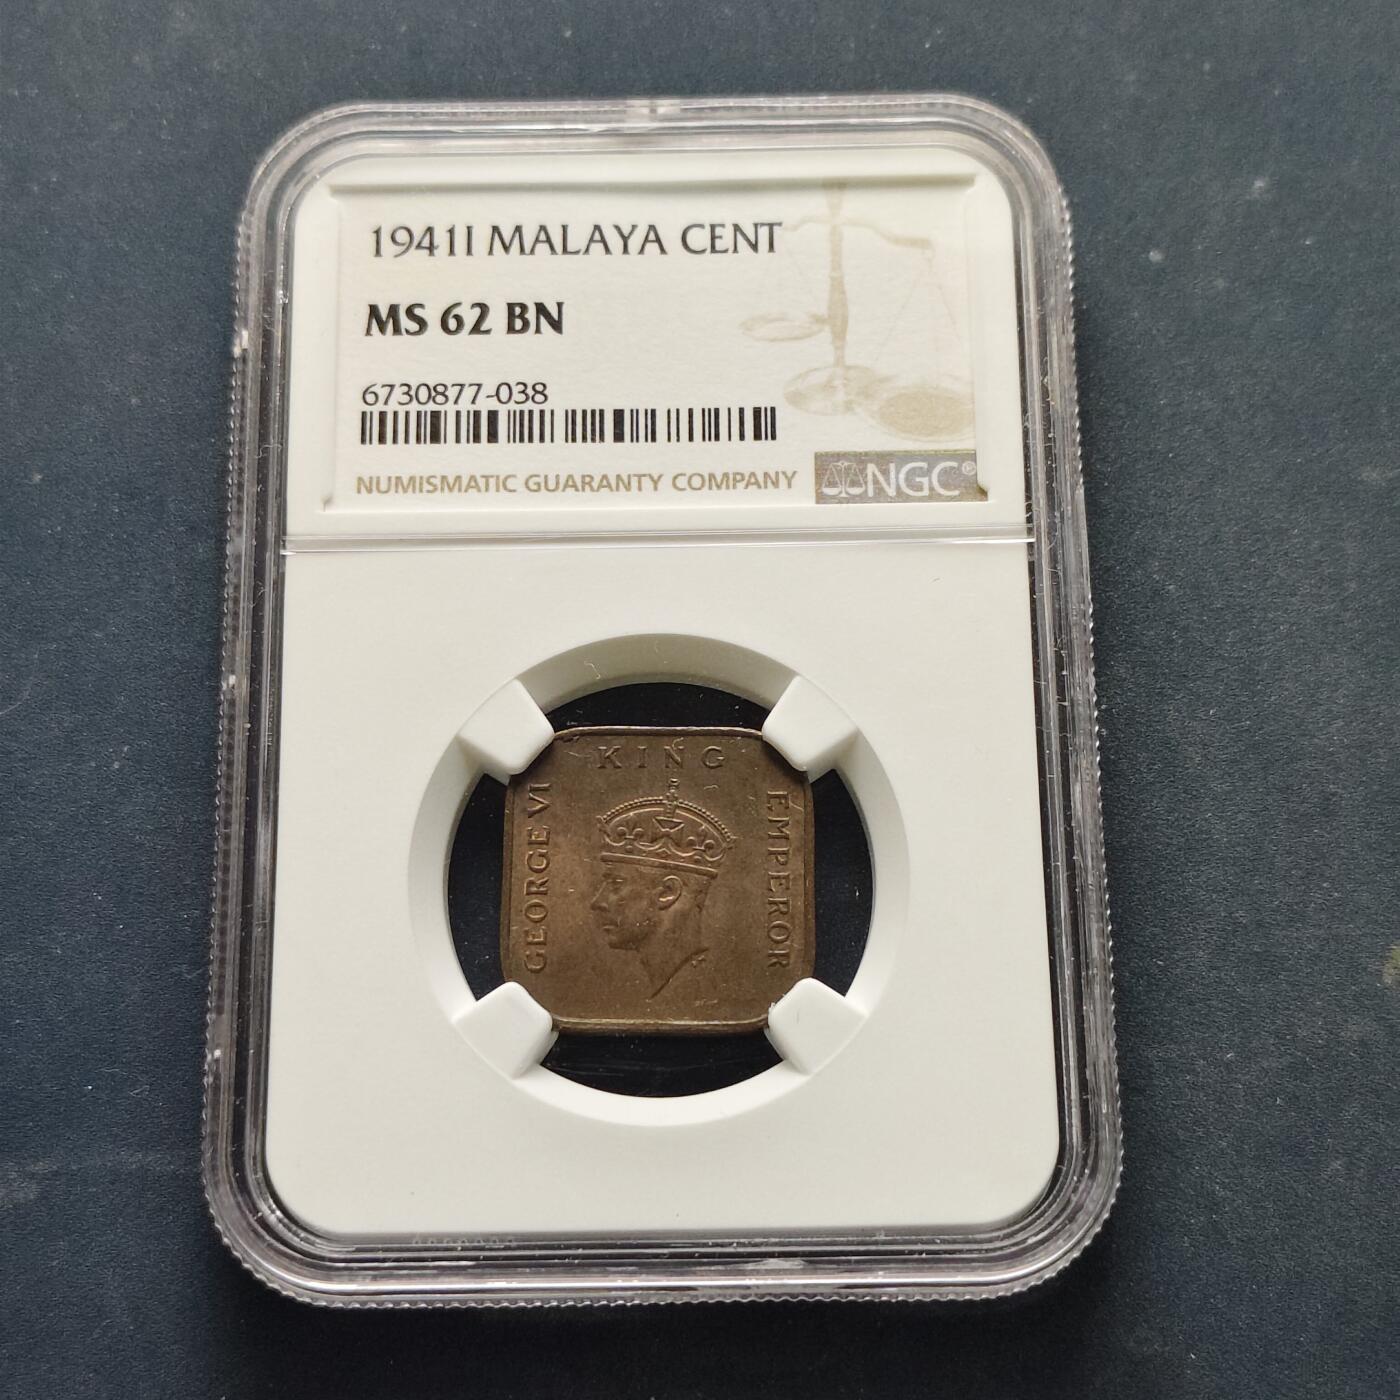 1941I MALAYA CENT
MS 62 BN
6730877-038
NUMISMATIC GUARANTY COMPANY
NGC®
KING
GEORGE VI
EMPEROR